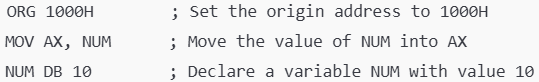 ORG 1000H        ; Set the origin address to 1000H
MOV AX, NUM      ; Move the value of NUM into AX
NUM DB 10        ; Declare a variable NUM with value 10